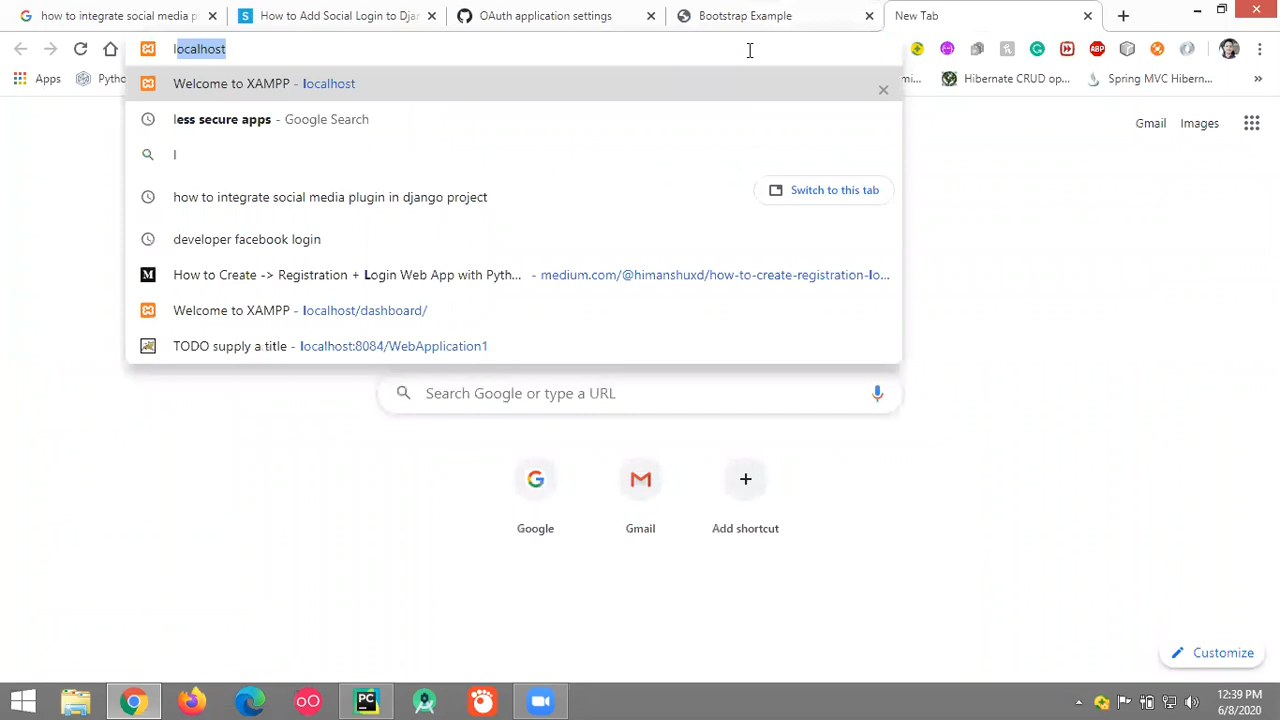 how to integrate social media p
How to Add Social Login to Djan
OAuth application settings
Bootstrap Example
New Tab
localhost
Apps
Pytho
Welcome to XAMPP - localhost
Hibernate CRUD op...
Spring MVC Hibern...
less secure apps - Google Search
Gmail
Images
l
how to integrate social media plugin in django project
Switch to this tab
developer facebook login
How to Create -> Registration + Login Web App with Pyth... - medium.com/@himanshuxd/how-to-create-registration-lo...
Welcome to XAMPP - localhost/dashboard/
TODO supply a title - localhost:8084/WebApplication1
Search Google or type a URL
Google
Gmail
Add shortcut
Customize
12:39 PM
6/8/2020